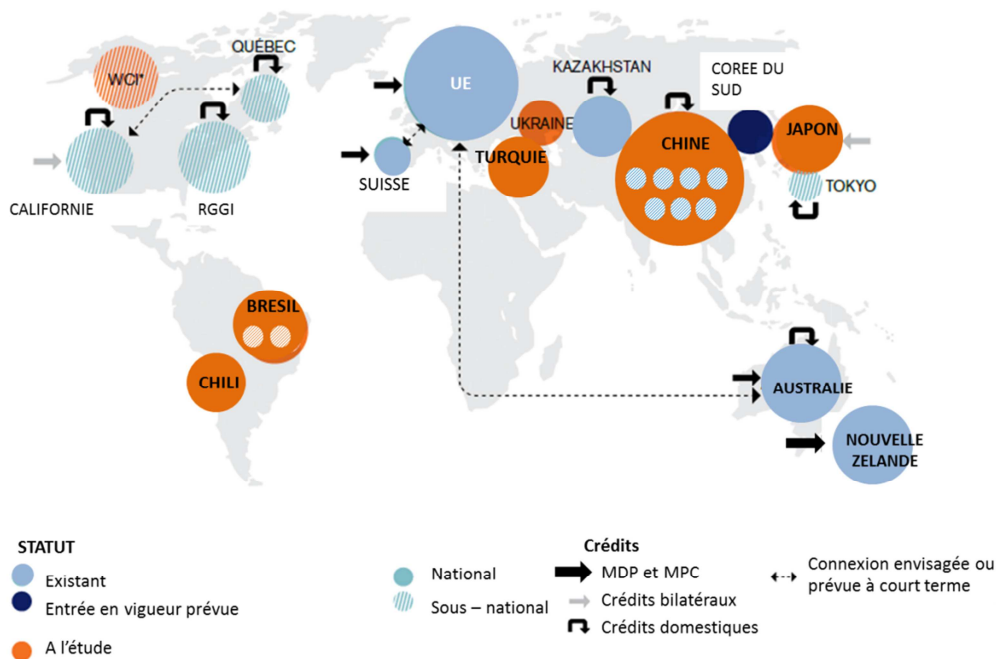 QUÉBEC
WCI*
CALIFORNIE
RGGI
UE
SUISSE
KAZAKHSTAN
UKRAINE
TURQUIE
COREE DU
SUD
CHINE
JAPON
TOKYO
BRESIL
CHILI
AUSTRALIE
NOUVELLE
ZELANDE
STATUT
Existant
Entrée en vigueur prévue
A l’étude
National
Sous – national
Crédits
MDP et MPC
Crédits bilatéraux
Crédits domestiques
Connexion envisagée ou
prévue à court terme